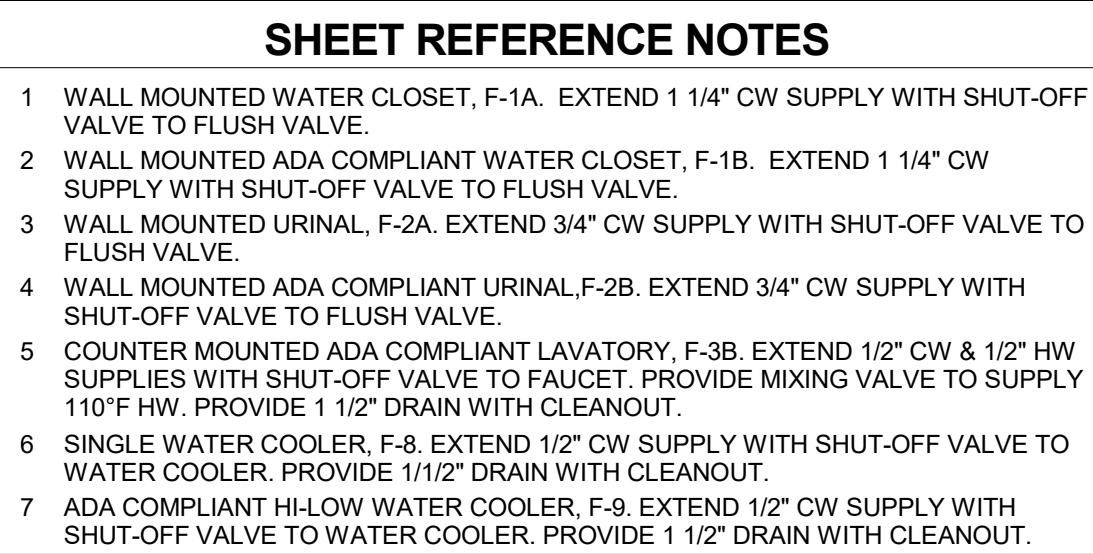 SHEET REFERENCE NOTES
1 WALL MOUNTED WATER CLOSET, F-1A. EXTEND 1 1/4" CW SUPPLY WITH SHUT-OFF
VALVE TO FLUSH VALVE.
2 WALL MOUNTED ADA COMPLIANT WATER CLOSET, F-1B. EXTEND 1 1/4" CW
SUPPLY WITH SHUT-OFF VALVE TO FLUSH VALVE.
3 WALL MOUNTED URINAL, F-2A. EXTEND 3/4" CW SUPPLY WITH SHUT-OFF VALVE TO
FLUSH VALVE.
4 WALL MOUNTED ADA COMPLIANT URINAL,F-2B. EXTEND 3/4" CW SUPPLY WITH
SHUT-OFF VALVE TO FLUSH VALVE.
5 COUNTER MOUNTED ADA COMPLIANT LAVATORY, F-3B. EXTEND 1/2" CW & 1/2" HW
SUPPLIES WITH SHUT-OFF VALVE TO FAUCET. PROVIDE MIXING VALVE TO SUPPLY
110°F HW. PROVIDE 1 1/2" DRAIN WITH CLEANOUT.
6 SINGLE WATER COOLER, F-8. EXTEND 1/2" CW SUPPLY WITH SHUT-OFF VALVE TO
WATER COOLER. PROVIDE 1/1/2" DRAIN WITH CLEANOUT.
7 ADA COMPLIANT HI-LOW WATER COOLER, F-9. EXTEND 1/2" CW SUPPLY WITH
SHUT-OFF VALVE TO WATER COOLER. PROVIDE 1 1/2" DRAIN WITH CLEANOUT.